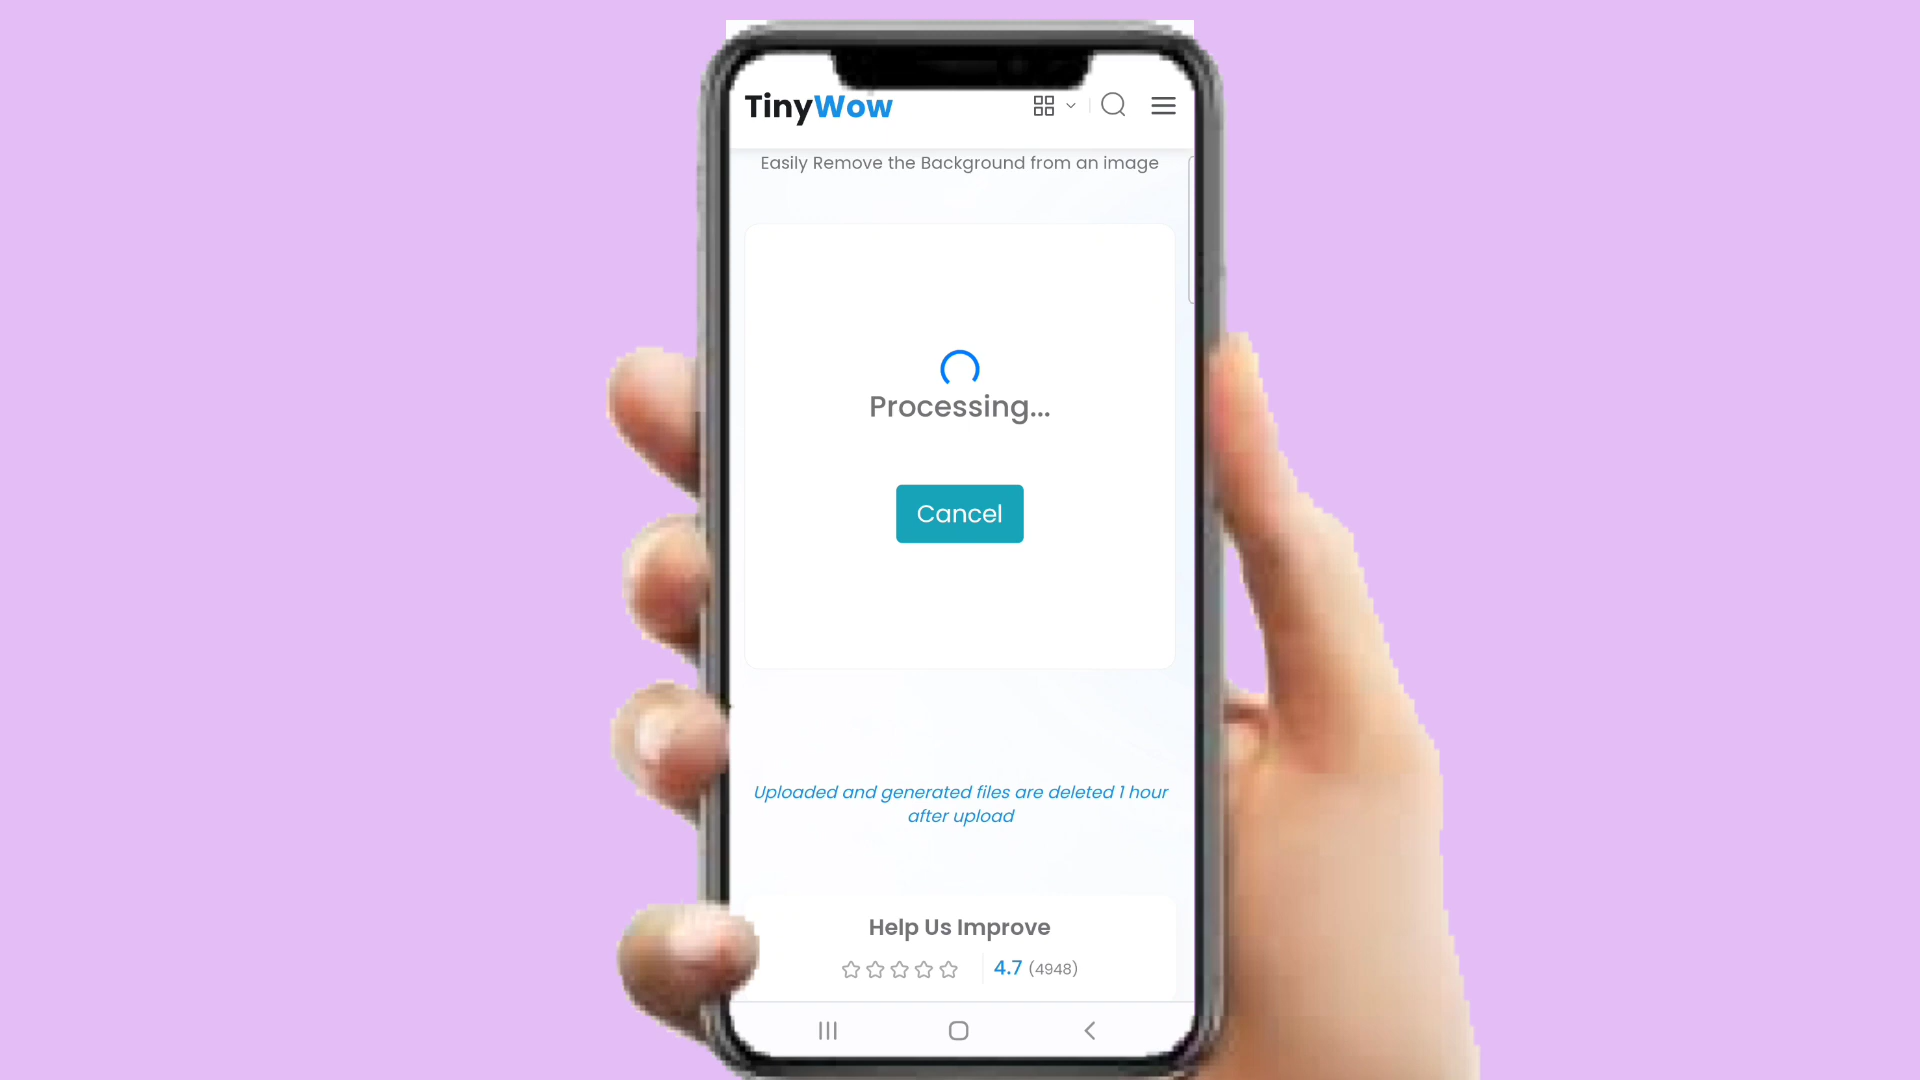 TinyWow
Easily Remove the Background from an image
Processing...
Cancel
Uploaded and generated files are deleted 1 hour
after upload
Help Us Improve
4.7 (4948)